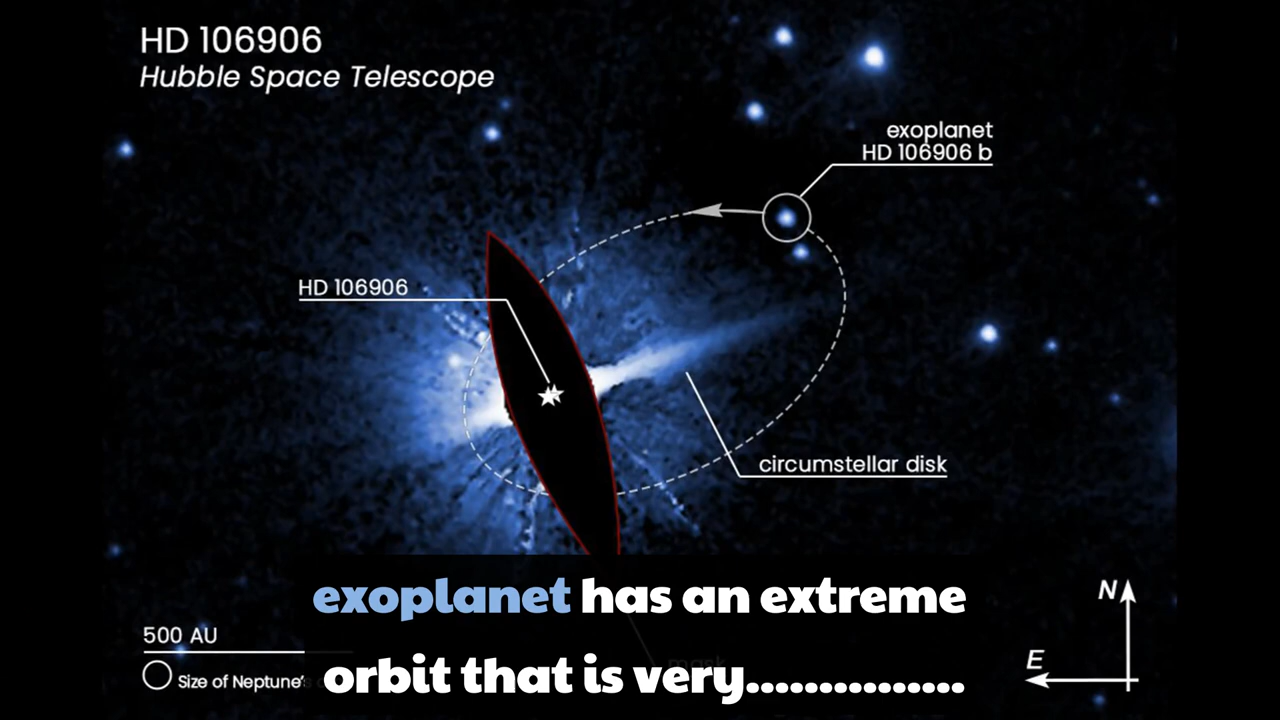 HD 106906
Hubble Space Telescope
exoplanet
HD 106906 b
HD 106906
circumstellar disk
500 AU
Size of Neptune's
N
E
mask
exoplanet has an extreme
orbit that is very...............